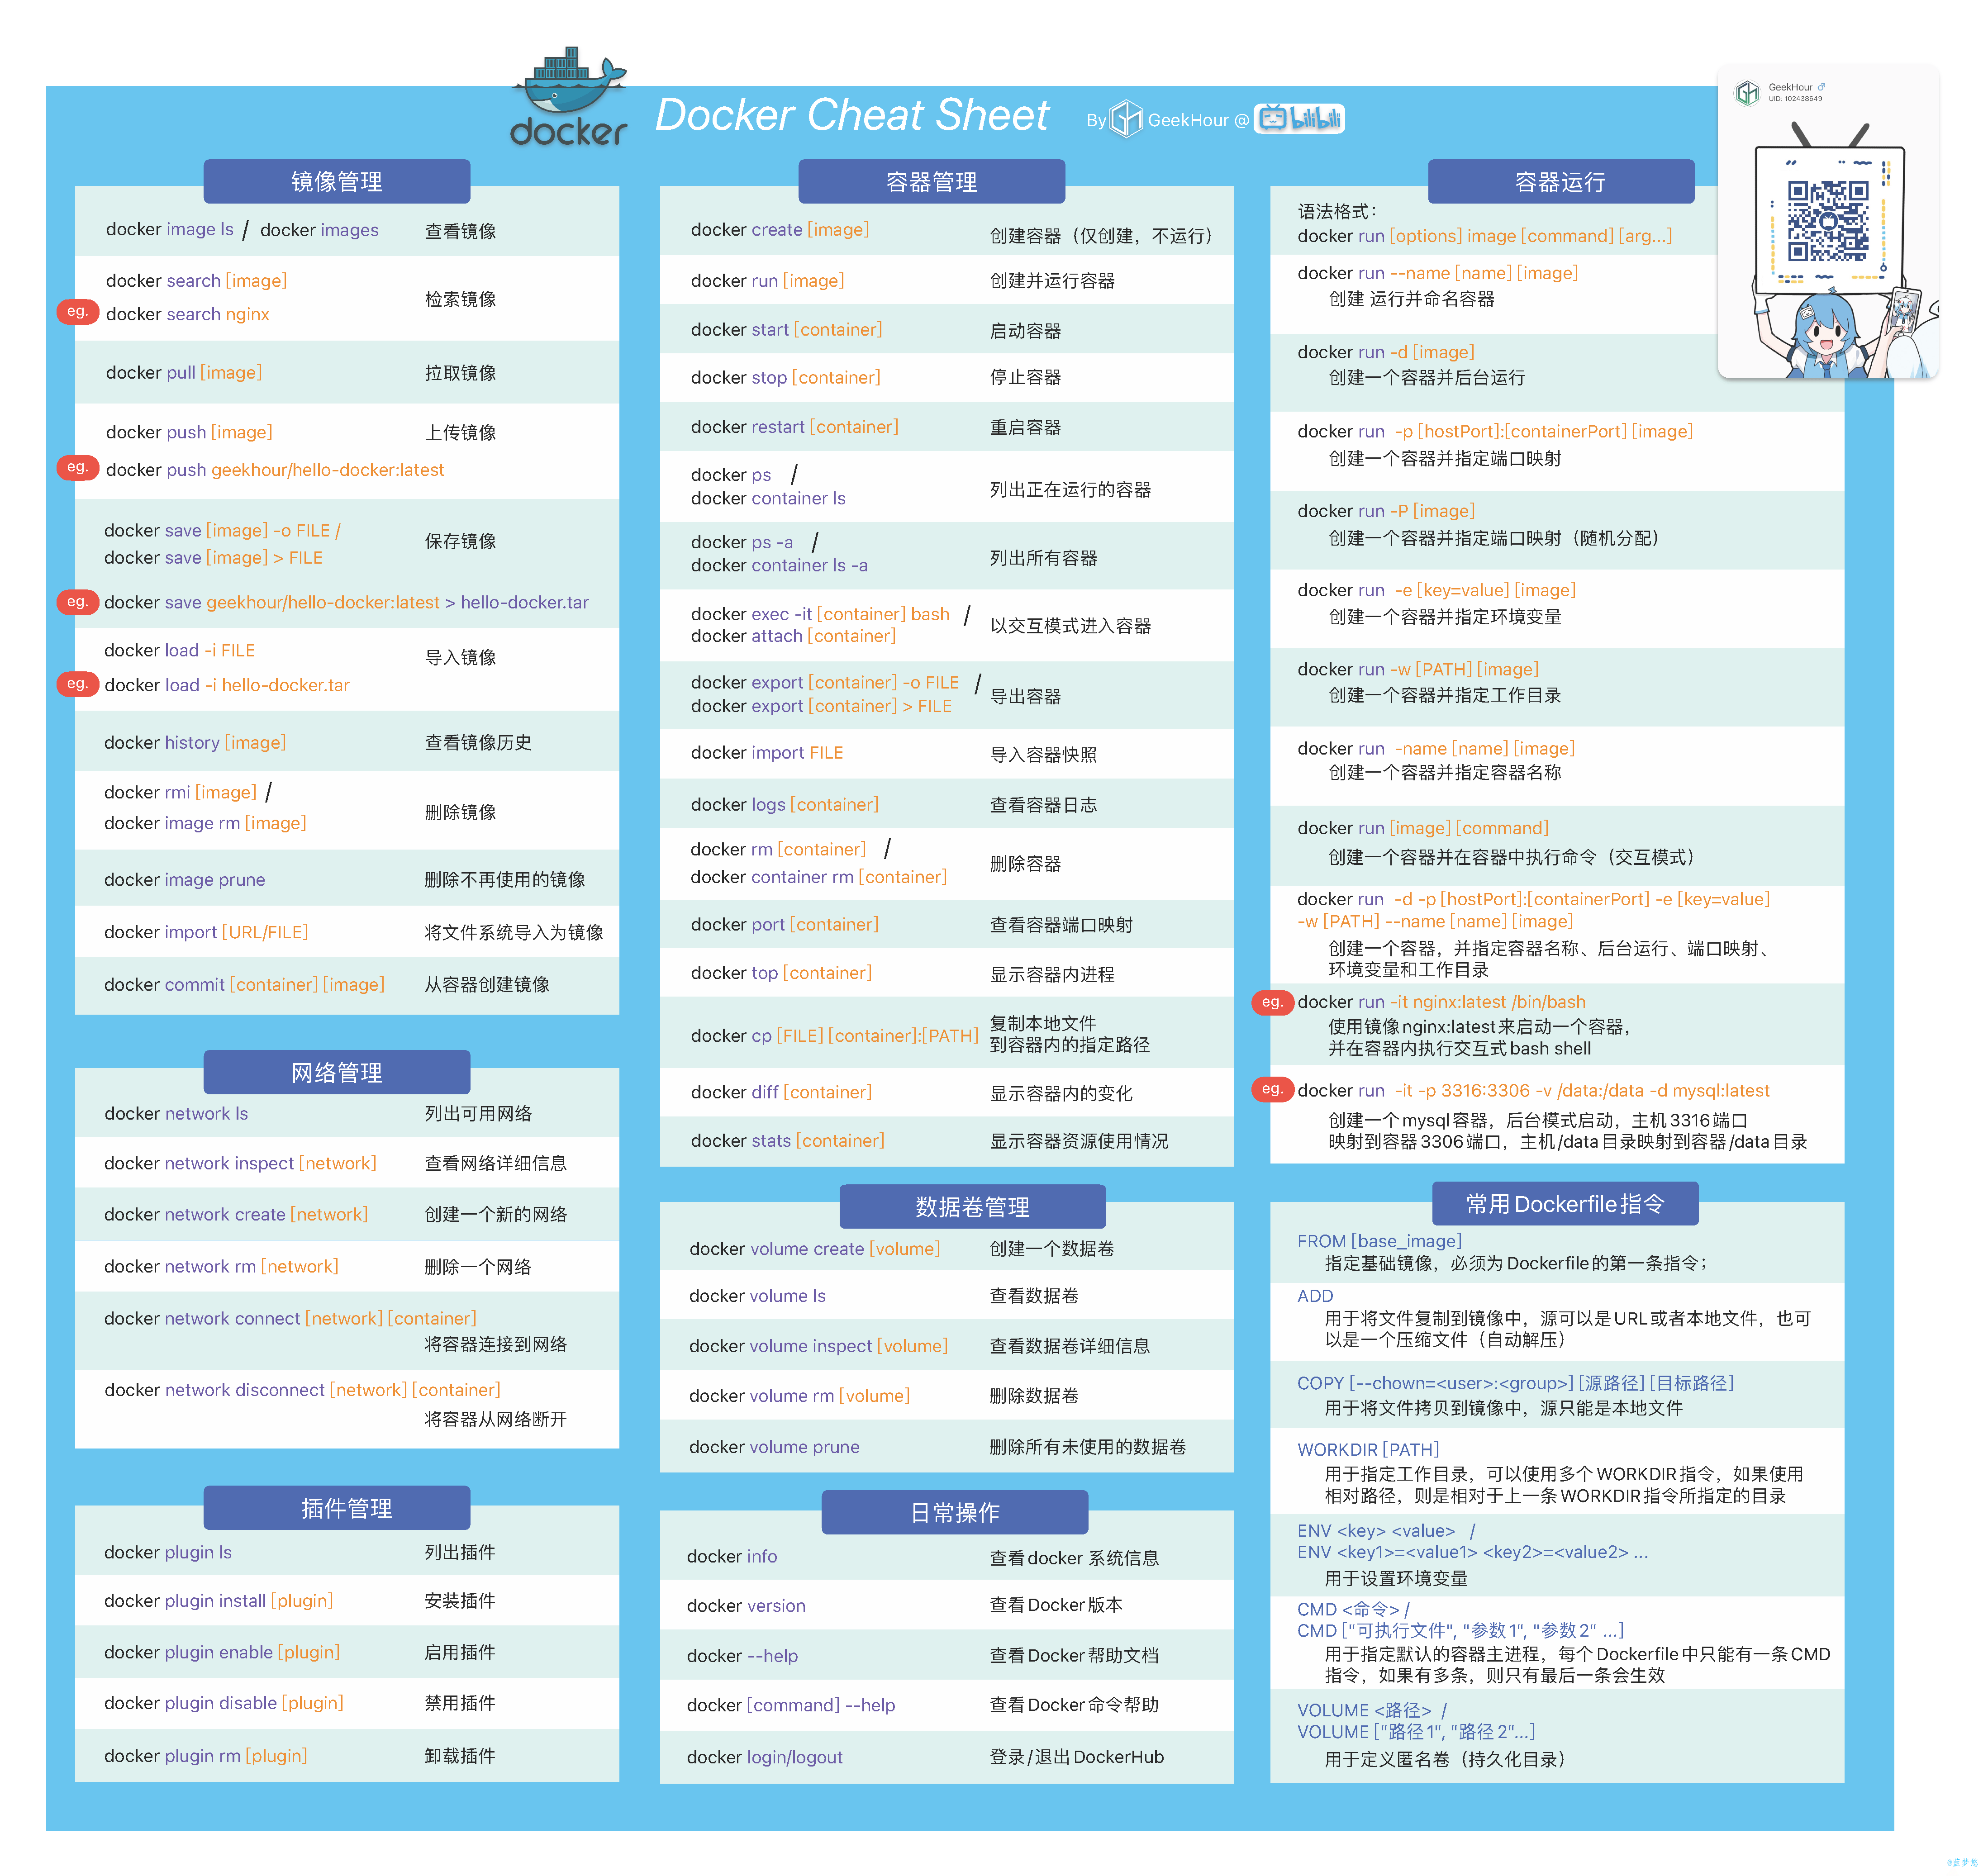 docker
Docker Cheat Sheet
By GeekHour @ bilibili
GeekHour ♂
UID: 102438649
镜像管理
docker image ls / docker images 查看镜像
docker search [image]
检索镜像
eg. docker search nginx
docker pull [image] 拉取镜像
docker push [image] 上传镜像
eg. docker push geekhour/hello-docker:latest
docker save [image] -o FILE /
保存镜像
docker save [image] > FILE
eg. docker save geekhour/hello-docker:latest > hello-docker.tar
docker load -i FILE 导入镜像
eg. docker load -i hello-docker.tar
docker history [image] 查看镜像历史
docker rmi [image] /
删除镜像
docker image rm [image]
docker image prune 删除不再使用的镜像
docker import [URL/FILE] 将文件系统导入为镜像
docker commit [container] [image] 从容器创建镜像
网络管理
docker network ls 列出可用网络
docker network inspect [network] 查看网络详细信息
docker network create [network] 创建一个新的网络
docker network rm [network] 删除一个网络
docker network connect [network] [container]
将容器连接到网络
docker network disconnect [network] [container]
将容器从网络断开
插件管理
docker plugin ls 列出插件
docker plugin install [plugin] 安装插件
docker plugin enable [plugin] 启用插件
docker plugin disable [plugin] 禁用插件
docker plugin rm [plugin] 卸载插件
容器管理
docker create [image] 创建容器（仅创建，不运行）
docker run [image] 创建并运行容器
docker start [container] 启动容器
docker stop [container] 停止容器
docker restart [container] 重启容器
docker ps /
列出正在运行的容器
docker container ls
docker ps -a /
列出所有容器
docker container ls -a
docker exec -it [container] bash /
以交互模式进入容器
docker attach [container]
docker export [container] -o FILE /
导出容器
docker export [container] > FILE
docker import FILE 导入容器快照
docker logs [container] 查看容器日志
docker rm [container] /
删除容器
docker container rm [container]
docker port [container] 查看容器端口映射
docker top [container] 显示容器内进程
docker cp [FILE] [container]:[PATH] 复制本地文件
到容器内的指定路径
docker diff [container] 显示容器内的变化
docker stats [container] 显示容器资源使用情况
数据卷管理
docker volume create [volume] 创建一个数据卷
docker volume ls 查看数据卷
docker volume inspect [volume] 查看数据卷详细信息
docker volume rm [volume] 删除数据卷
docker volume prune 删除所有未使用的数据卷
日常操作
docker info 查看docker 系统信息
docker version 查看Docker版本
docker --help 查看Docker帮助文档
docker [command] --help 查看Docker命令帮助
docker login/logout 登录/退出DockerHub
容器运行
语法格式：
docker run [options] image [command] [arg...]
docker run --name [name] [image]
创建 运行并命名容器
docker run -d [image]
创建一个容器并后台运行
docker run -p [hostPort]:[containerPort] [image]
创建一个容器并指定端口映射
docker run -P [image]
创建一个容器并指定端口映射（随机分配）
docker run -e [key=value] [image]
创建一个容器并指定环境变量
docker run -w [PATH] [image]
创建一个容器并指定工作目录
docker run -name [name] [image]
创建一个容器并指定容器名称
docker run [image] [command]
创建一个容器并在容器中执行命令（交互模式）
docker run -d -p [hostPort]:[containerPort] -e [key=value]
-w [PATH] --name [name] [image]
创建一个容器，并指定容器名称、后台运行、端口映射、
环境变量和工作目录
eg. docker run -it nginx:latest /bin/bash
使用镜像nginx:latest来启动一个容器，
并在容器内执行交互式bash shell
eg. docker run -it -p 3316:3306 -v /data:/data -d mysql:latest
创建一个mysql容器，后台模式启动，主机3316端口
映射到容器3306端口，主机/data目录映射到容器/data目录
常用Dockerfile指令
FROM [base_image]
指定基础镜像，必须为Dockerfile的第一条指令；
ADD
用于将文件复制到镜像中，源可以是URL或者本地文件，也可
以是一个压缩文件（自动解压）
COPY [--chown=<user>:<group>] [源路径] [目标路径]
用于将文件拷贝到镜像中，源只能是本地文件
WORKDIR [PATH]
用于指定工作目录，可以使用多个WORKDIR指令，如果使用
相对路径，则是相对于上一条WORKDIR指令所指定的目录
ENV <key> <value> /
ENV <key1>=<value1> <key2>=<value2> ...
用于设置环境变量
CMD <命令> /
CMD ["可执行文件", "参数1", "参数2" ...]
用于指定默认的容器主进程，每个Dockerfile中只能有一条CMD
指令，如果有多条，则只有最后一条会生效
VOLUME <路径> /
VOLUME ["路径1", "路径2"...]
用于定义匿名卷（持久化目录）
@蓝梦悠